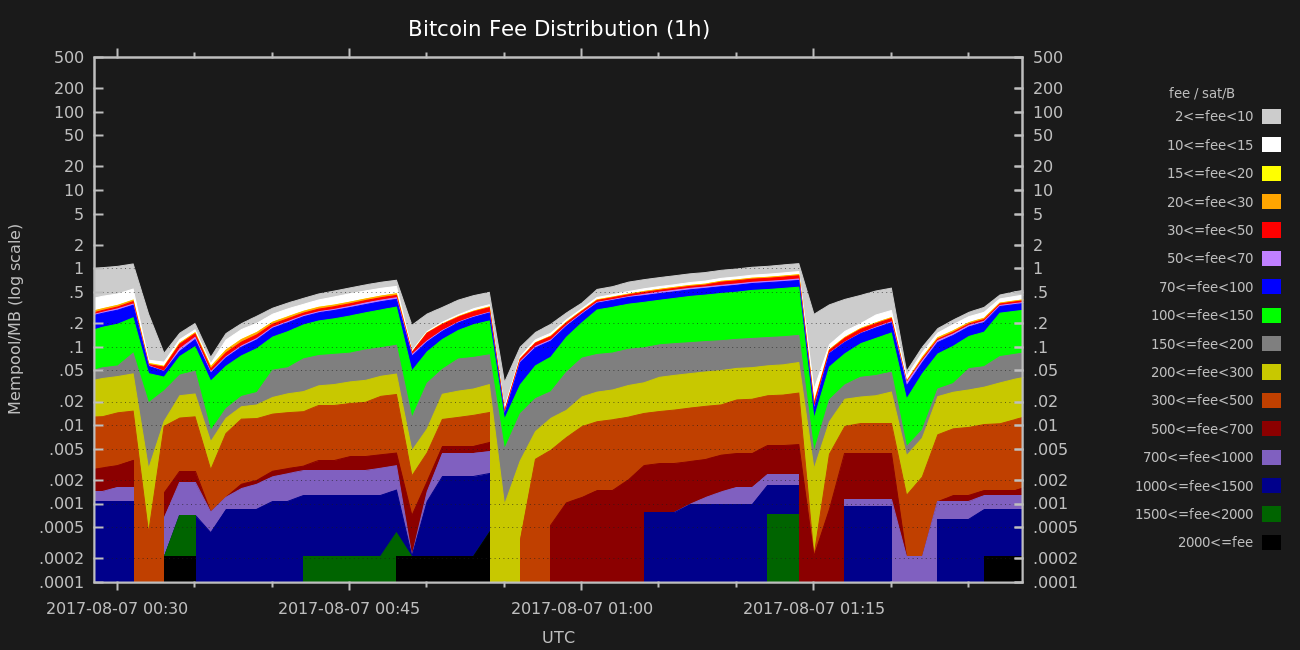 Bitcoin Fee Distribution (1h)
500
200
100
50
20
10
5
2
1
.5
.2
.1
.05
.02
.01
.005
.002
.001
.0005
.0002
.0001
Mempool/MB (log scale)
500
200
100
50
20
10
5
2
1
.5
.2
.1
.05
.02
.01
.005
.002
.001
.0005
.0002
.0001
fee / sat/B
2<=fee<10
10<=fee<15
15<=fee<20
20<=fee<30
30<=fee<50
50<=fee<70
70<=fee<100
100<=fee<150
150<=fee<200
200<=fee<300
300<=fee<500
500<=fee<700
700<=fee<1000
1000<=fee<1500
1500<=fee<2000
2000<=fee
2017-08-07 00:30 2017-08-07 00:45 2017-08-07 01:00 2017-08-07 01:15
UTC